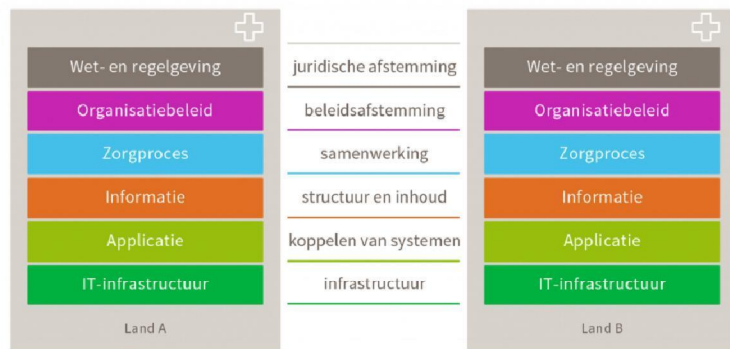 Wet- en regelgeving
Organisatiebeleid
Zorgproces
Informatie
Applicatie
IT-infrastructuur
Land A
juridische afstemming
beleidsafstemming
samenwerking
structuur en inhoud
koppelen van systemen
infrastructuur
Wet- en regelgeving
Organisatiebeleid
Zorgproces
Informatie
Applicatie
IT-infrastructuur
Land B